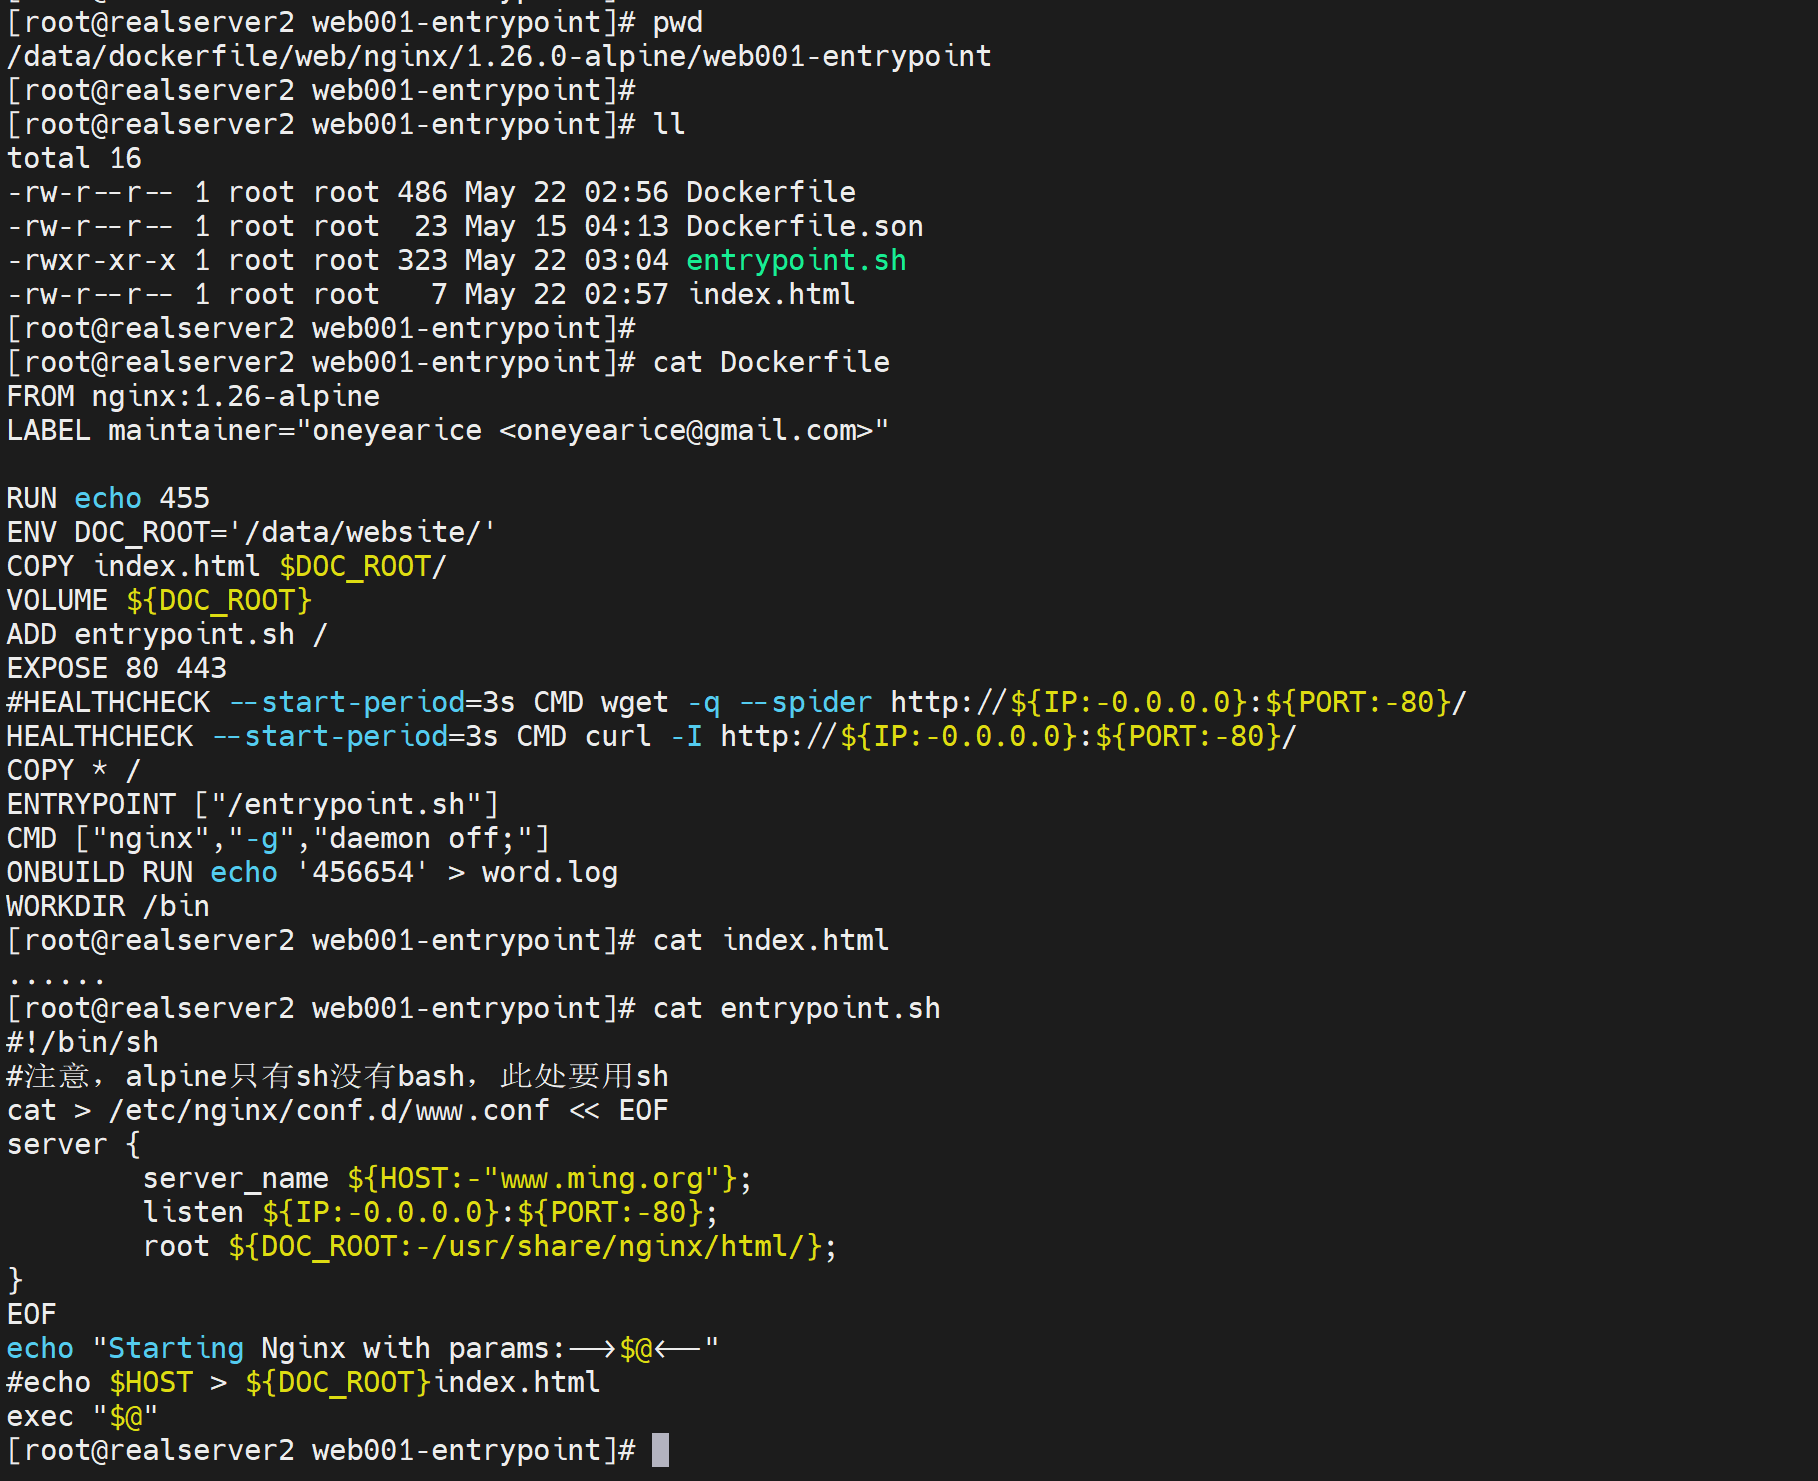 [root@realserver2 web001-entrypoint]# pwd
/data/dockerfile/web/nginx/1.26.0-alpine/web001-entrypoint
[root@realserver2 web001-entrypoint]#
[root@realserver2 web001-entrypoint]# ll
total 16
-rw-r--r-- 1 root root 486 May 22 02:56 Dockerfile
-rw-r--r-- 1 root root  23 May 15 04:13 Dockerfile.son
-rwxr-xr-x 1 root root 323 May 22 03:04 entrypoint.sh
-rw-r--r-- 1 root root   7 May 22 02:57 index.html
[root@realserver2 web001-entrypoint]#
[root@realserver2 web001-entrypoint]# cat Dockerfile
FROM nginx:1.26-alpine
LABEL maintainer="oneyearice <oneyearice@gmail.com>"

RUN echo 455
ENV DOC_ROOT='/data/website/'
COPY index.html $DOC_ROOT/
VOLUME ${DOC_ROOT}
ADD entrypoint.sh /
EXPOSE 80 443
#HEALTHCHECK --start-period=3s CMD wget -q --spider http://${IP:-0.0.0.0}:${PORT:-80}/
HEALTHCHECK --start-period=3s CMD curl -I http://${IP:-0.0.0.0}:${PORT:-80}/
COPY * /
ENTRYPOINT ["/entrypoint.sh"]
CMD ["nginx","-g","daemon off;"]
ONBUILD RUN echo '456654' > word.log
WORKDIR /bin
[root@realserver2 web001-entrypoint]# cat index.html
......
[root@realserver2 web001-entrypoint]# cat entrypoint.sh
#!/bin/sh
#注意，alpine只有sh没有bash，此处要用sh
cat > /etc/nginx/conf.d/www.conf << EOF
server {
        server_name ${HOST:-"www.ming.org"};
        listen ${IP:-0.0.0.0}:${PORT:-80};
        root ${DOC_ROOT:-/usr/share/nginx/html/};
}
EOF
echo "Starting Nginx with params:-->$@<--"
#echo $HOST > ${DOC_ROOT}index.html
exec "$@"
[root@realserver2 web001-entrypoint]#